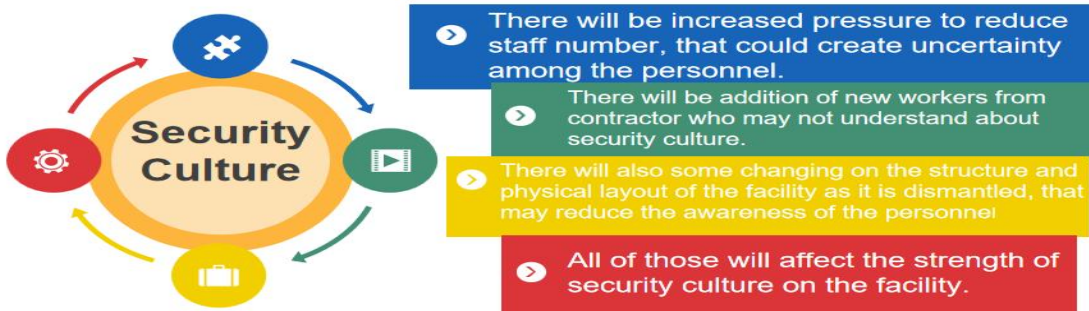 Security
Culture
There will be increased pressure to reduce
staff number, that could create uncertainty
among the personnel.
There will be addition of new workers from
contractor who may not understand about
security culture.
There will also some changing on the structure and
physical layout of the facility as it is dismantled, that
may reduce the awareness of the personnel
All of those will affect the strength of
security culture on the facility.